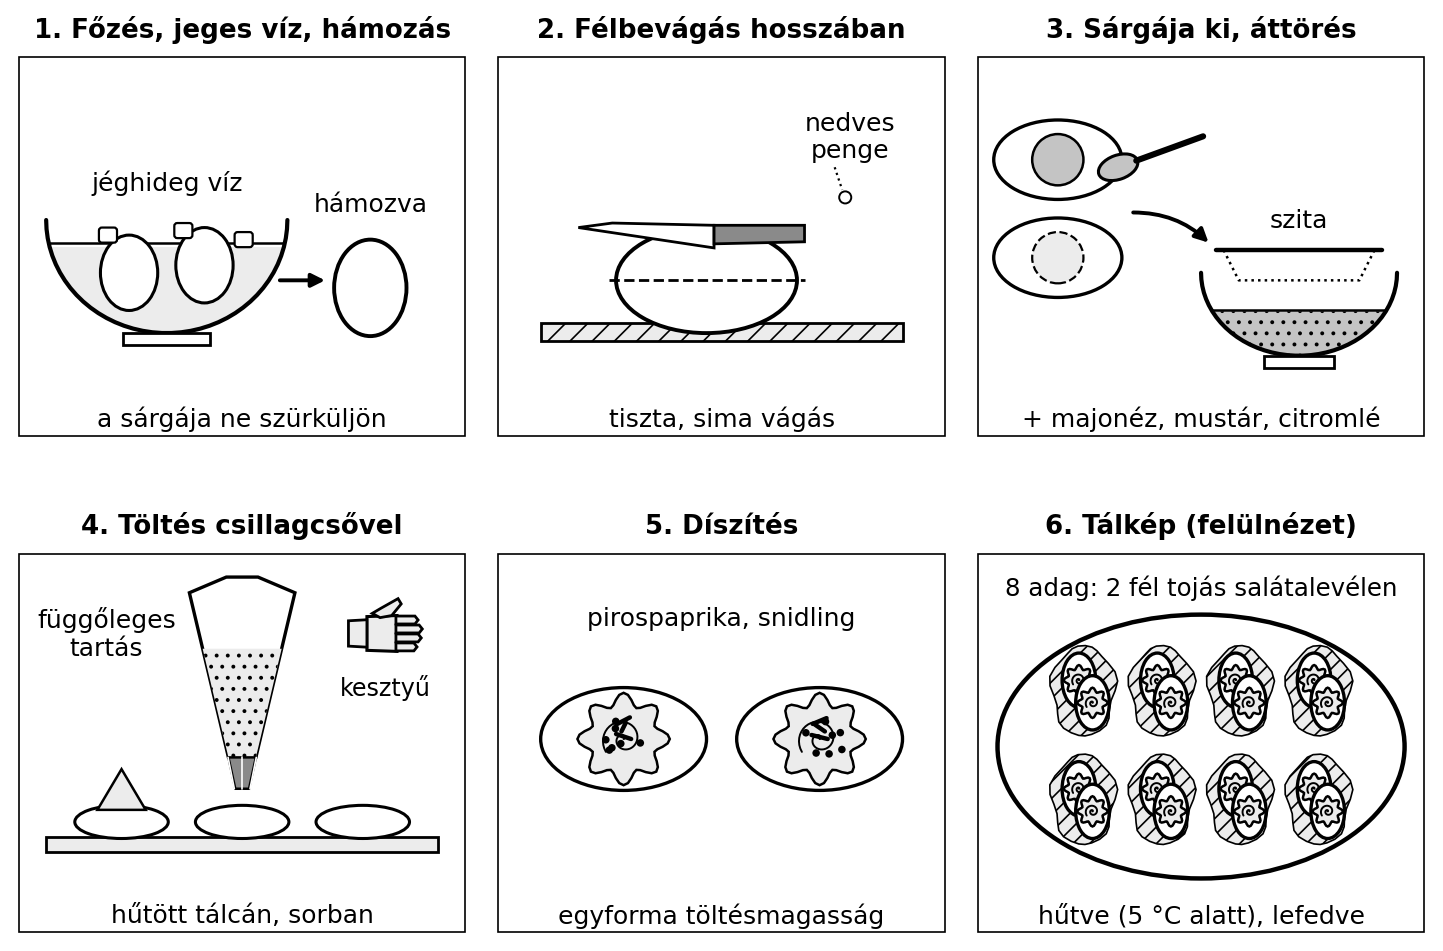 1. Főzés, jeges víz, hámozás
jéghideg víz
hámozva
a sárgája ne szürküljön
2. Félbevágás hosszában
nedves
penge
tiszta, sima vágás
3. Sárgája ki, áttörés
szita
+ majonéz, mustár, citromlé
4. Töltés csillagcsővel
függőleges
tartás
kesztyű
hűtött tálcán, sorban
5. Díszítés
pirospaprika, snidling
egyforma töltésmagasság
6. Tálkép (felülnézet)
8 adag: 2 fél tojás salátalevélen
hűtve (5 °C alatt), lefedve